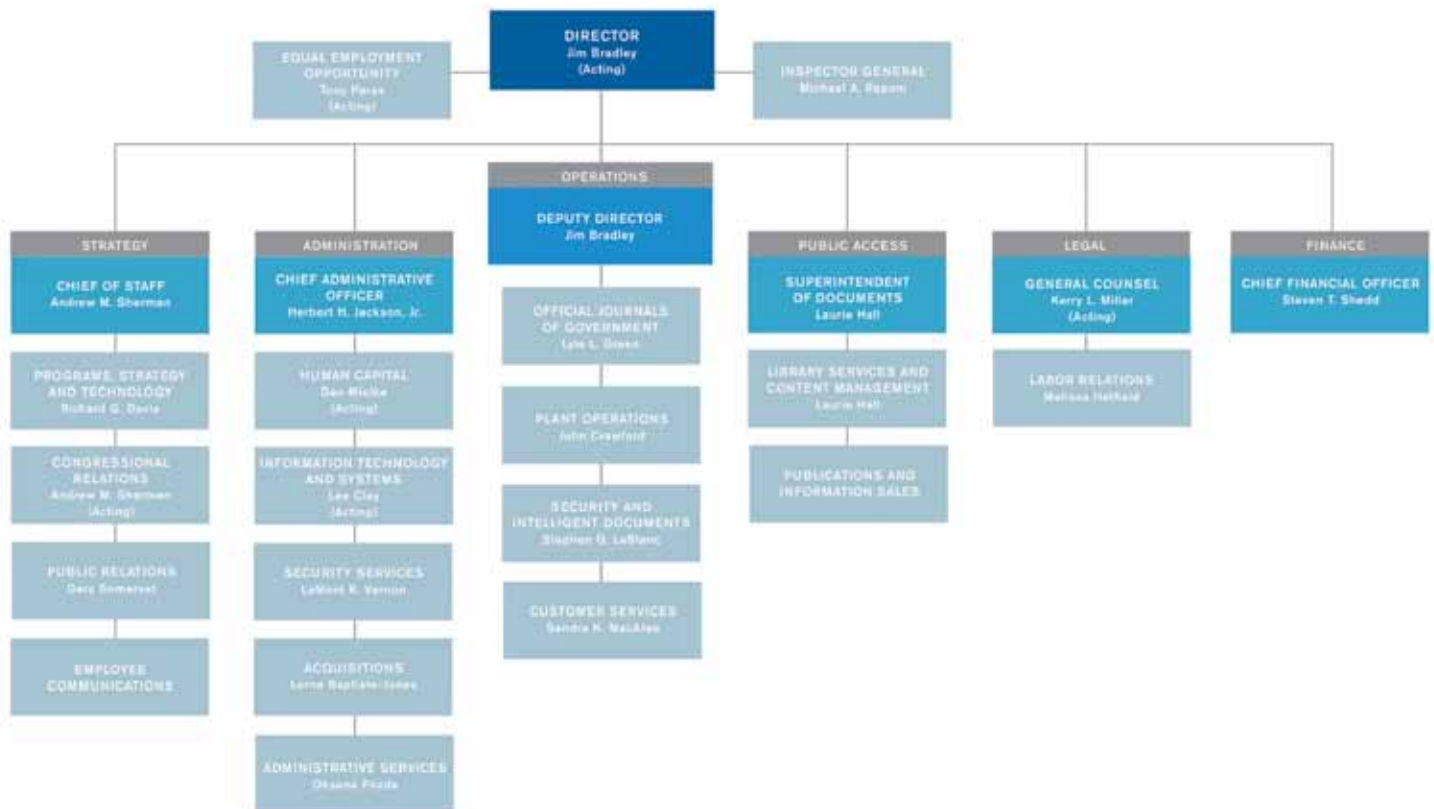 DIRECTOR
Jim Bradley
(Acting)
EQUAL EMPLOYMENT
OPPORTUNITY
Tony
(Acting)
INSPECTOR GENERAL
Michael A. Raponi
STRATEGY
CHIEF OF STAFF
Andrew M. Sherman
PROGRAMS, STRATEGY
AND TECHNOLOGY
Richard G. Davis
CONGRESSIONAL
RELATIONS
Andrew M. Sherman
(Acting)
PUBLIC RELATIONS
Gary Somerset
EMPLOYEE
COMMUNICATIONS
ADMINISTRATION
CHIEF ADMINISTRATIVE
OFFICER
Herbert H. Jackson, Jr.
HUMAN CAPITAL
Dan Mielke
(Acting)
INFORMATION TECHNOLOGY
AND SYSTEMS
(Acting)
SECURITY SERVICES
LaMont R. Vernon
ACQUISITIONS
Lorna Baptiste-Jones
ADMINISTRATIVE SERVICES
Oksana
OPERATIONS
DEPUTY DIRECTOR
Jim Bradley
OFFICIAL JOURNALS
OF GOVERNMENT
Lyle L. Green
PLANT OPERATIONS
John Crawford
SECURITY AND
INTELLIGENT DOCUMENTS
Stephen G. LeBlanc
CUSTOMER SERVICES
Sandra K. MacAfee
PUBLIC ACCESS
SUPERINTENDENT
OF DOCUMENTS
Laurie Hall
LIBRARY SERVICES AND
CONTENT MANAGEMENT
Laurie Hall
PUBLICATIONS AND
INFORMATION SALES
LEGAL
GENERAL COUNSEL
Kerry L. Miller
(Acting)
LABOR RELATIONS
Melissa Hatfield
FINANCE
CHIEF FINANCIAL OFFICER
Steven T. Shedd